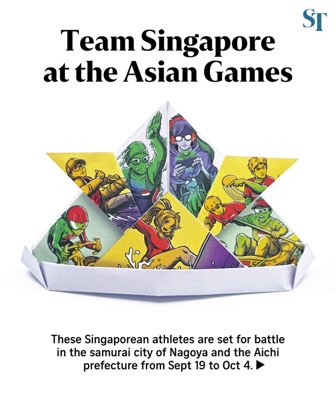 ST
Team Singapore
at the Asian Games
These Singaporean athletes are set for battle
in the samurai city of Nagoya and the Aichi
prefecture from Sept 19 to Oct 4. ▶